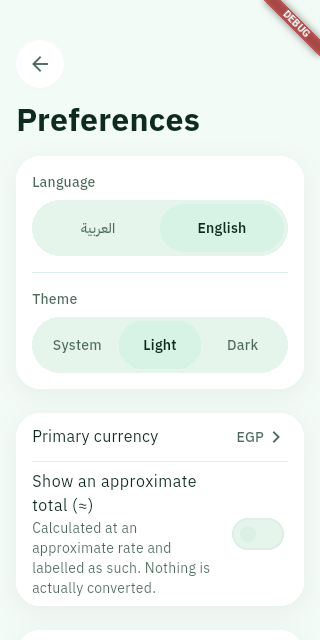 DEBUG
Preferences
Language
العربية English
Theme
System Light Dark
Primary currency EGP
Show an approximate
total (≈)
Calculated at an
approximate rate and
labelled as such. Nothing is
actually converted.